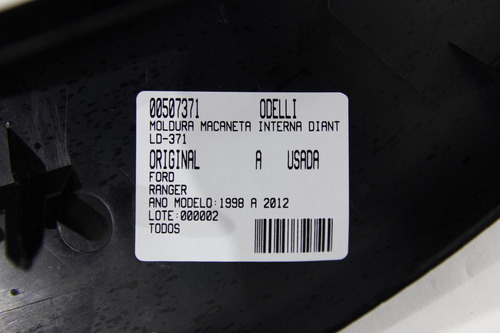 00507371 ODELLI
MOLDURA MACANETA INTERNA DIANT
LD-371
ORIGINAL A USADA
FORD
RANGER
ANO MODELO:1998 A 2012
LOTE:000002
TODOS